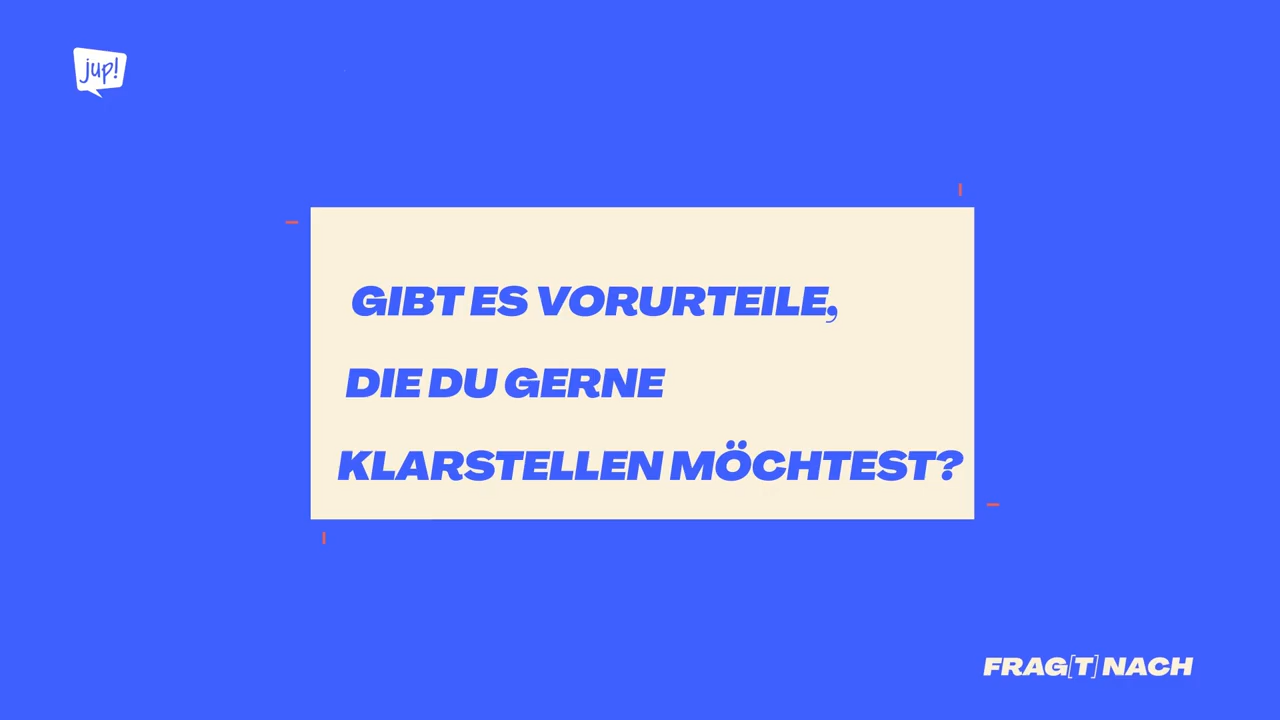 jup!
GIBT ES VORURTEILE,
DIE DU GERNE
KLARSTELLEN MÖCHTEST?
FRAG[T] NACH